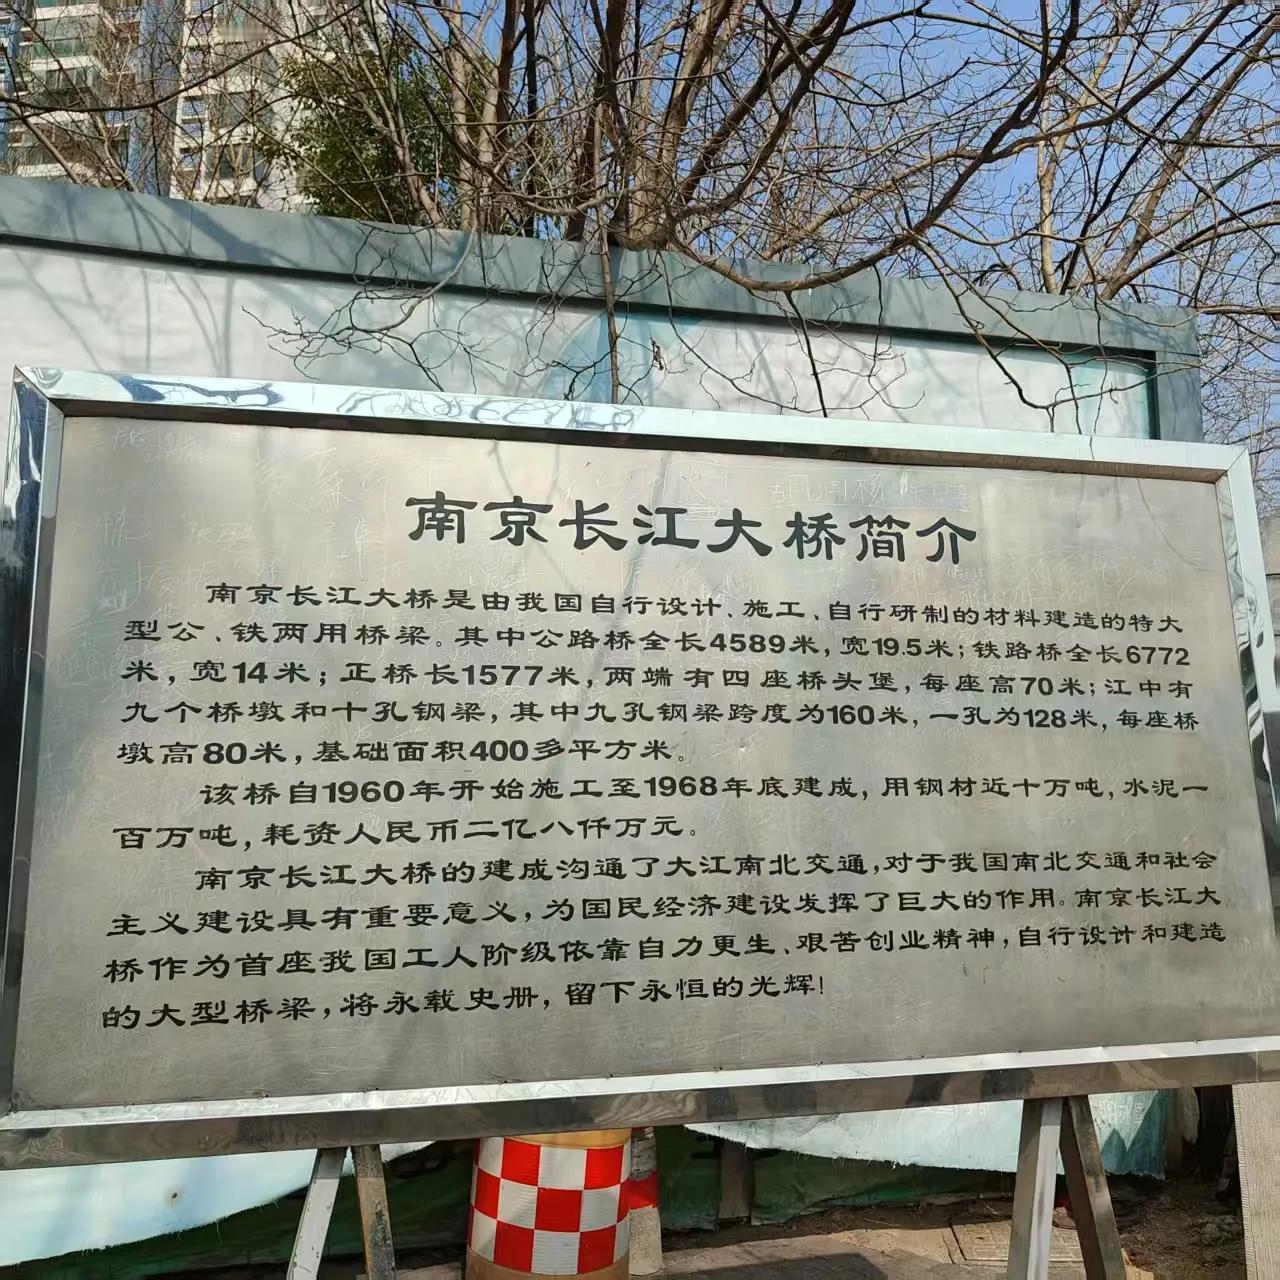 南京长江大桥简介
南京长江大桥是由我国自行设计、施工、自行研制的材料建造的特大
型公、铁两用桥梁。其中公路桥全长4589米，宽19.5米；铁路桥全长6772
米，宽14米；正桥长1577米，两端有四座桥头堡，每座高70米；江中有
九个桥墩和十孔钢梁，其中九孔钢梁跨度为160米，一孔为128米，每座桥
墩高80米，基础面积400多平方米。
该桥自1960年开始施工至1968年底建成，用钢材近十万吨，水泥一
百万吨，耗资人民币二亿八仟万元。
南京长江大桥的建成沟通了大江南北交通，对于我国南北交通和社会
主义建设具有重要意义，为国民经济建设发挥了巨大的作用。南京长江大
桥作为首座我国工人阶级依靠自力更生、艰苦创业精神，自行设计和建造
的大型桥梁，将永载史册，留下永恒的光辉！